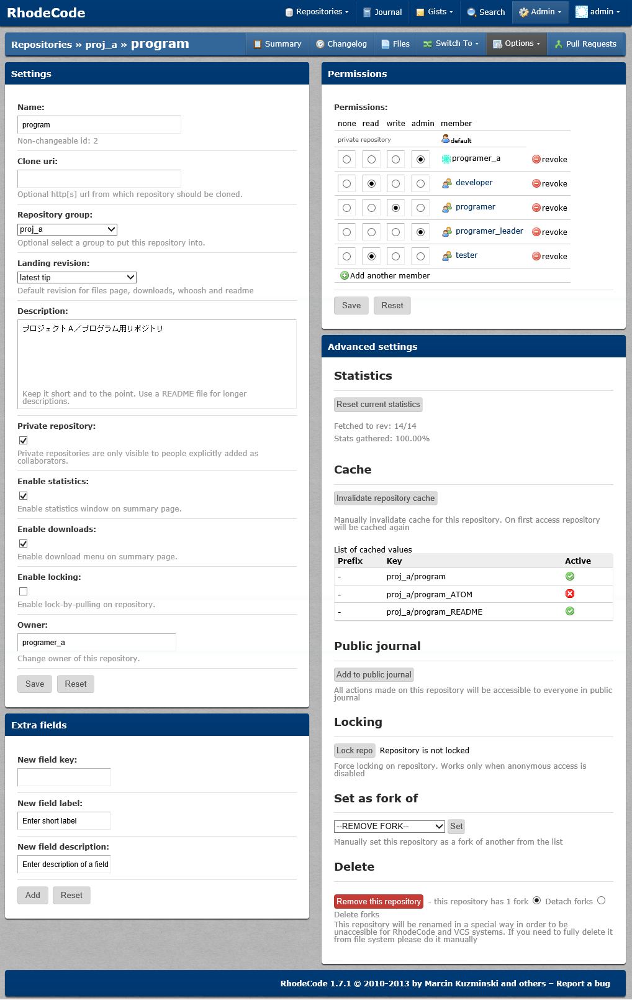 RhodeCode
Repositories Journal Gists Search Admin admin
Repositories » proj_a » program
Summary Changelog Files Switch To Options Pull Requests
Settings
Name:
program
Non-changeable id: 2
Clone uri:
Optional http[s] url from which repository should be cloned.
Repository group:
proj_a
Optional select a group to put this repository into.
Landing revision:
latest tip
Default revision for files page, downloads, whoosh and readme
Description:
プロジェクトＡ／プログラム用リポジトリ
Keep it short and to the point. Use a README file for longer
descriptions.
Private repository:
Private repositories are only visible to people explicitly added as
collaborators.
Enable statistics:
Enable statistics window on summary page.
Enable downloads:
Enable download menu on summary page.
Enable locking:
Enable lock-by-pulling on repository.
Owner:
programer_a
Change owner of this repository.
Save Reset
Extra fields
New field key:
New field label:
Enter short label
New field description:
Enter description of a field
Add Reset
Permissions
Permissions:
none read write admin member
private repository default
programer_a revoke
developer revoke
programer revoke
programer_leader revoke
tester revoke
Add another member
Save Reset
Advanced settings
Statistics
Reset current statistics
Fetched to rev: 14/14
Stats gathered: 100.00%
Cache
Invalidate repository cache
Manually invalidate cache for this repository. On first access repository
will be cached again
List of cached values
Prefix Key Active
- proj_a/program
- proj_a/program_ATOM
- proj_a/program_README
Public journal
Add to public journal
All actions made on this repository will be accessible to everyone in public
journal
Locking
Lock repo Repository is not locked
Force locking on repository. Works only when anonymous access is
disabled
Set as fork of
--REMOVE FORK-- Set
Manually set this repository as a fork of another from the list
Delete
Remove this repository - this repository has 1 fork Detach forks
Delete forks
This repository will be renamed in a special way in order to be
unaccesible for RhodeCode and VCS systems. If you need to fully delete it
from file system please do it manually
RhodeCode 1.7.1 © 2010-2013 by Marcin Kuzminski and others – Report a bug